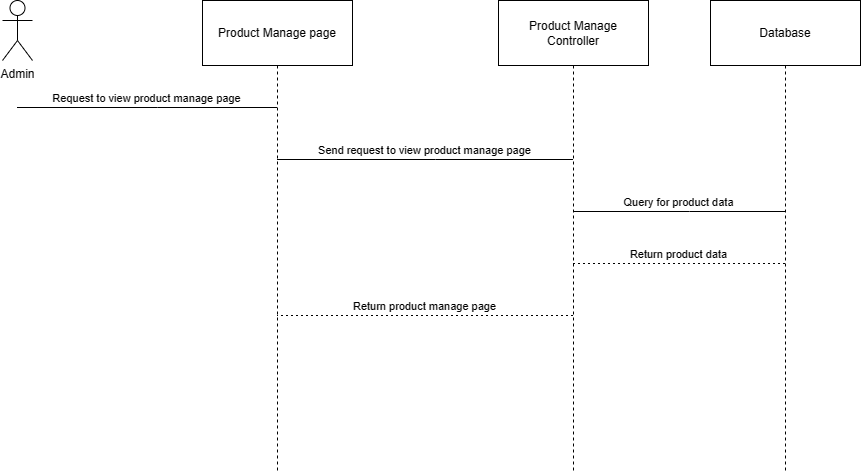 Product Manage page
Product Manage
Controller
Database
Admin
Request to view product manage page
Send request to view product manage page
Query for product data
Return product data
Return product manage page